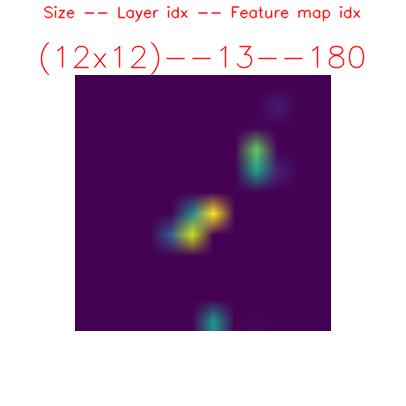 Size -- Layer idx -- Feature map idx
(12x12)--13--180